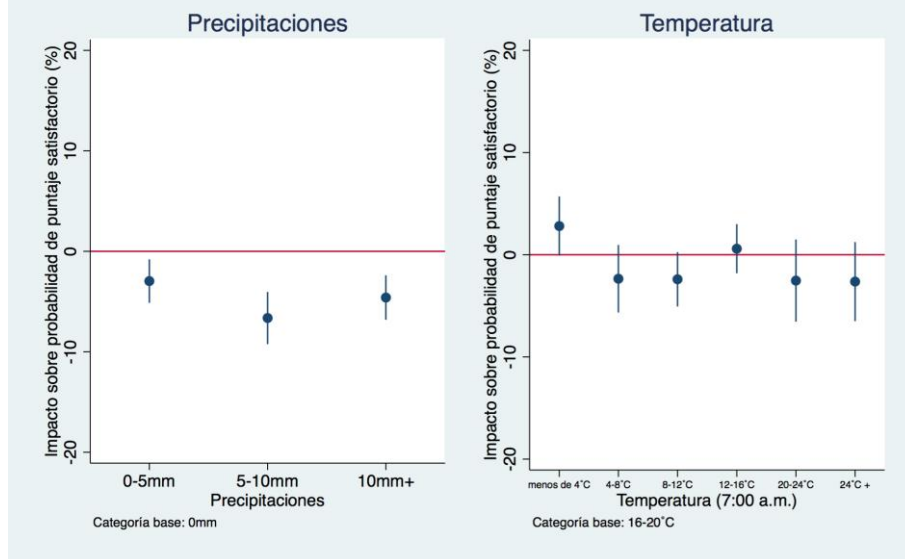 Precipitaciones
Impacto sobre probabilidad de puntaje satisfactorio (%)
20
10
0
-10
-20
0-5mm 5-10mm 10mm+
Precipitaciones
Categoría base: 0mm
Temperatura
Impacto sobre probabilidad de puntaje satisfactorio (%)
20
10
0
-10
-20
menos de 4˚C 4-8˚C 8-12˚C 12-16˚C 20-24˚C 24˚C +
Temperatura (7:00 a.m.)
Categoría base: 16-20˚C